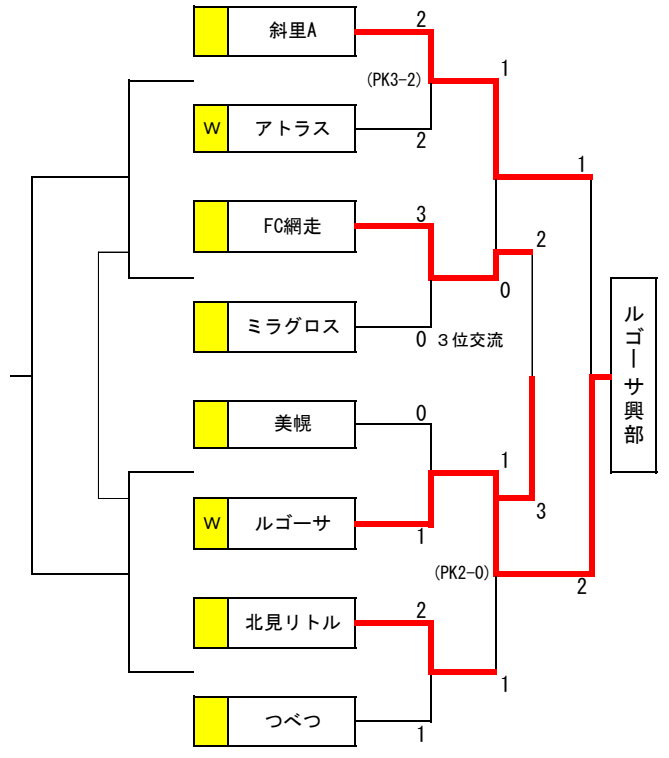 斜里A
2
(PK3-2)
1
W
アトラス
2
1
FC網走
3
2
0
ミラグロス
0
３位交流
ルゴーサ興部
美幌
0
1
W
ルゴーサ
1
3
(PK2-0)
2
北見リトル
2
1
つべつ
1